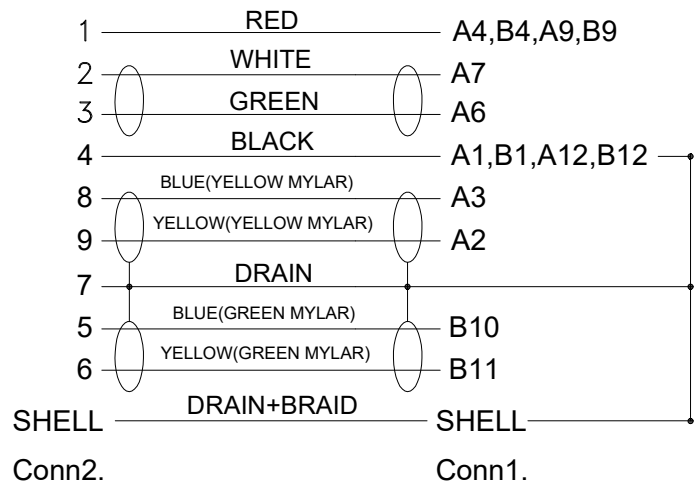 1 RED A4,B4,A9,B9
2 WHITE A7
3 GREEN A6
4 BLACK A1,B1,A12,B12
8 BLUE(YELLOW MYLAR) A3
9 YELLOW(YELLOW MYLAR) A2
7 DRAIN
5 BLUE(GREEN MYLAR) B10
6 YELLOW(GREEN MYLAR) B11
SHELL DRAIN+BRAID SHELL
Conn2. Conn1.